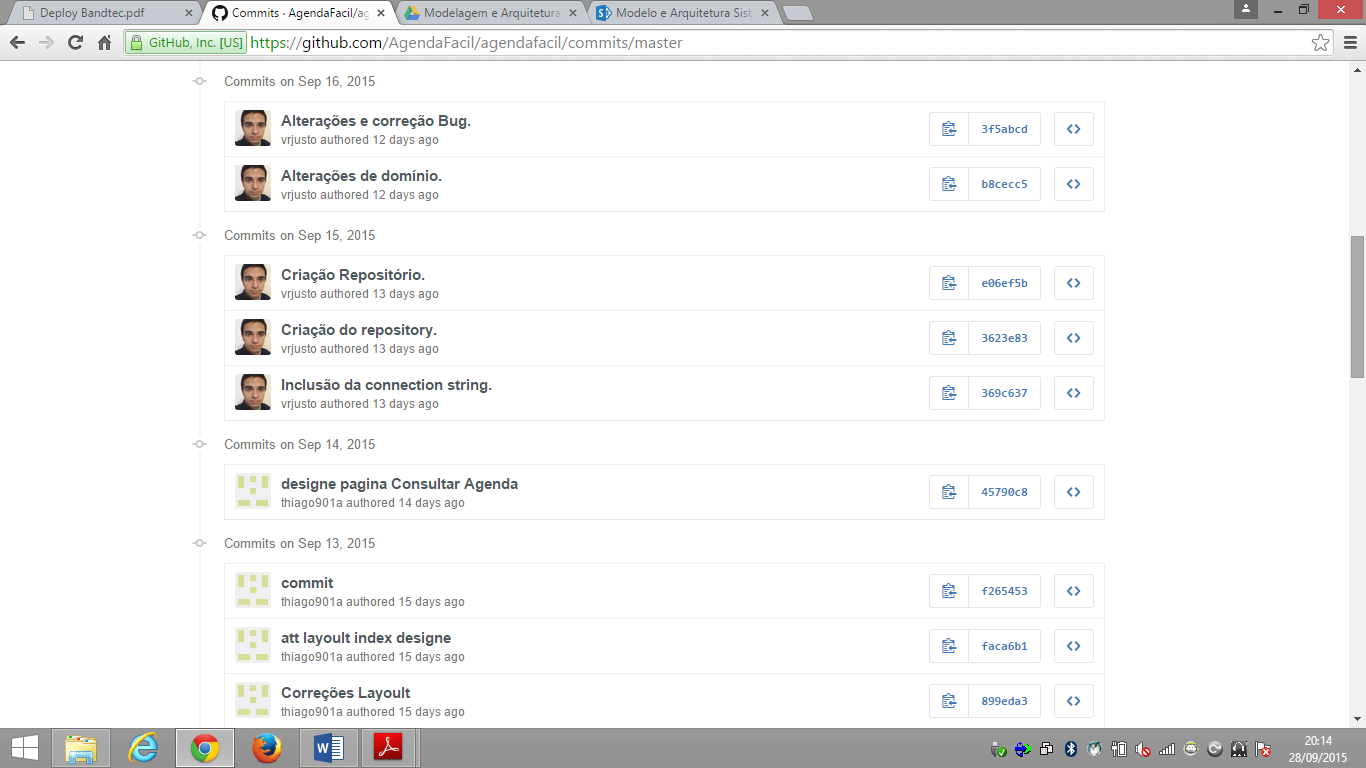 Deploy Bandtec.pdf
Commits · AgendaFacil/ag
Modelagem e Arquitetura
Modelo e Arquitetura Sist
GitHub, Inc. [US]
https://github.com/AgendaFacil/agendafacil/commits/master
Commits on Sep 16, 2015
Alterações e correção Bug.
vrjusto authored 12 days ago
3f5abcd
Alterações de domínio.
vrjusto authored 12 days ago
b8cecc5
Commits on Sep 15, 2015
Criação Repositório.
vrjusto authored 13 days ago
e06ef5b
Criação do repository.
vrjusto authored 13 days ago
3623e83
Inclusão da connection string.
vrjusto authored 13 days ago
369c637
Commits on Sep 14, 2015
designe pagina Consultar Agenda
thiago901a authored 14 days ago
45790c8
Commits on Sep 13, 2015
commit
thiago901a authored 15 days ago
f265453
att layoult index designe
thiago901a authored 15 days ago
faca6b1
Correções Layoult
thiago901a authored 15 days ago
899eda3
20:14
28/09/2015